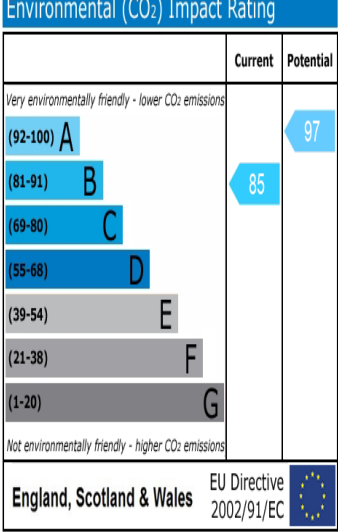 Environmental (CO2) Impact Rating
Current Potential
Very environmentally friendly - lower CO2 emissions
(92-100) A
97
(81-91) B
85
(69-80) C
(55-68) D
(39-54) E
(21-38) F
(1-20) G
Not environmentally friendly - higher CO2 emissions
England, Scotland & Wales
EU Directive
2002/91/EC